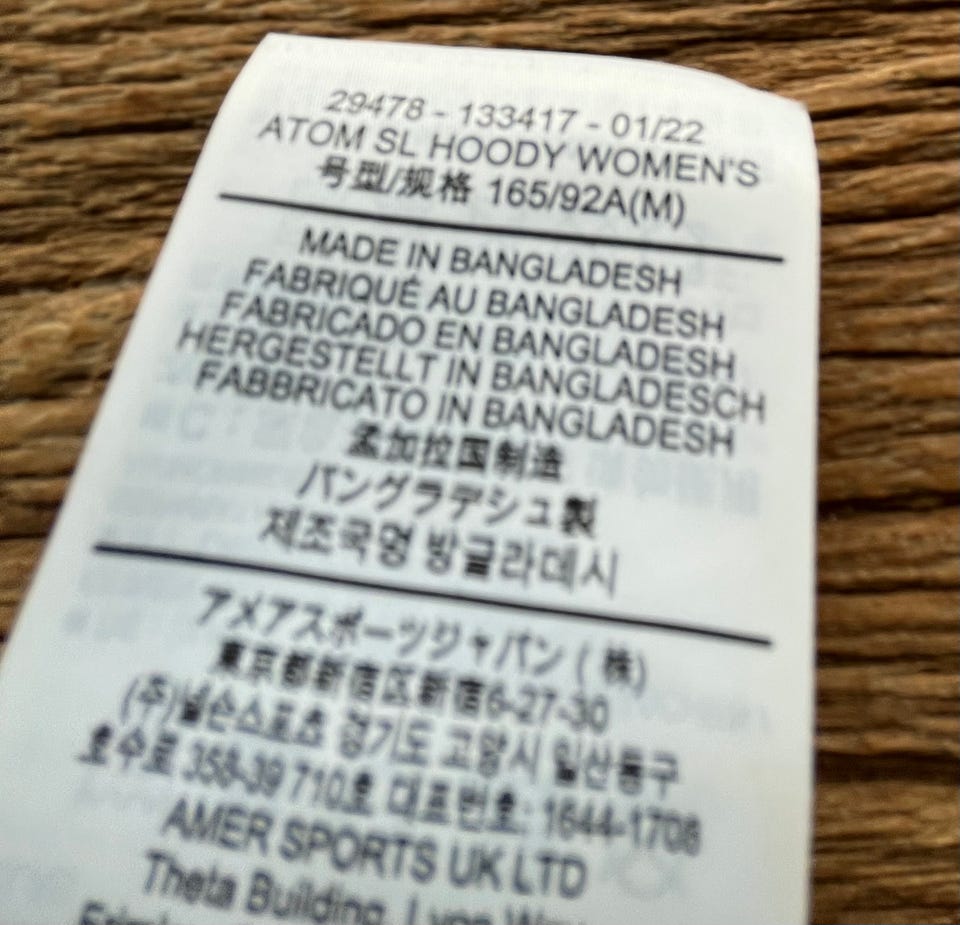 29478 - 133417 - 01/22
ATOM SL HOODY WOMEN'S
号型/规格 165/92A(M)
MADE IN BANGLADESH
FABRIQUÉ AU BANGLADESH
FABRICADO EN BANGLADESH
HERGESTELLT IN BANGLADESCH
FABBRICATO IN BANGLADESH
孟加拉国制造
バングラデシュ製
제조국명 방글라데시
アメアスポーツジャパン (株)
東京都新宿区新宿6-27-30
(주)넬슨스포츠 경기도 고양시 일산동구
호수로 358-39 710호 대표번호: 1644-1708
AMER SPORTS UK LTD
Theta Building, Lyon